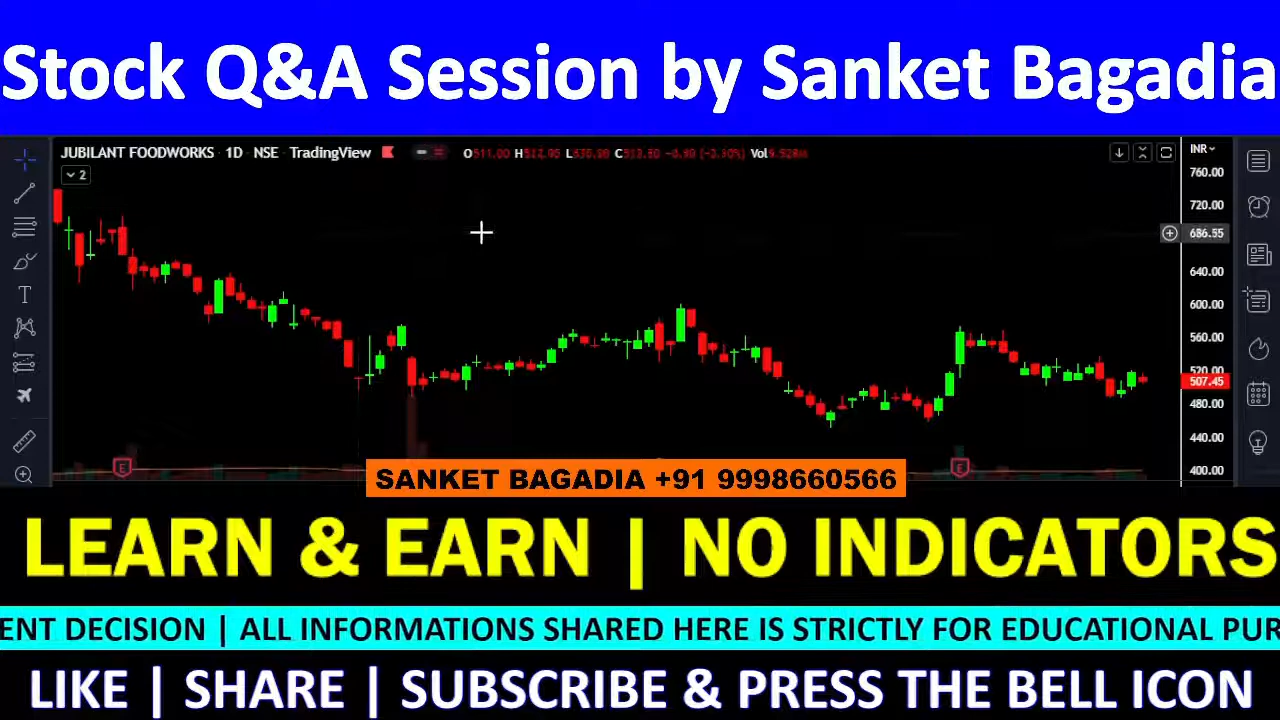 Stock Q&A Session by Sanket Bagadia
JUBILANT FOODWORKS · 1D · NSE · TradingView
O H L C Vol
INR
2
760.00
720.00
686.55
640.00
600.00
560.00
520.00
507.45
480.00
440.00
400.00
T
E
E
SANKET BAGADIA +91 9998660566
LEARN & EARN | NO INDICATORS
ENT DECISION | ALL INFORMATIONS SHARED HERE IS STRICTLY FOR EDUCATIONAL PUR
LIKE | SHARE | SUBSCRIBE & PRESS THE BELL ICON